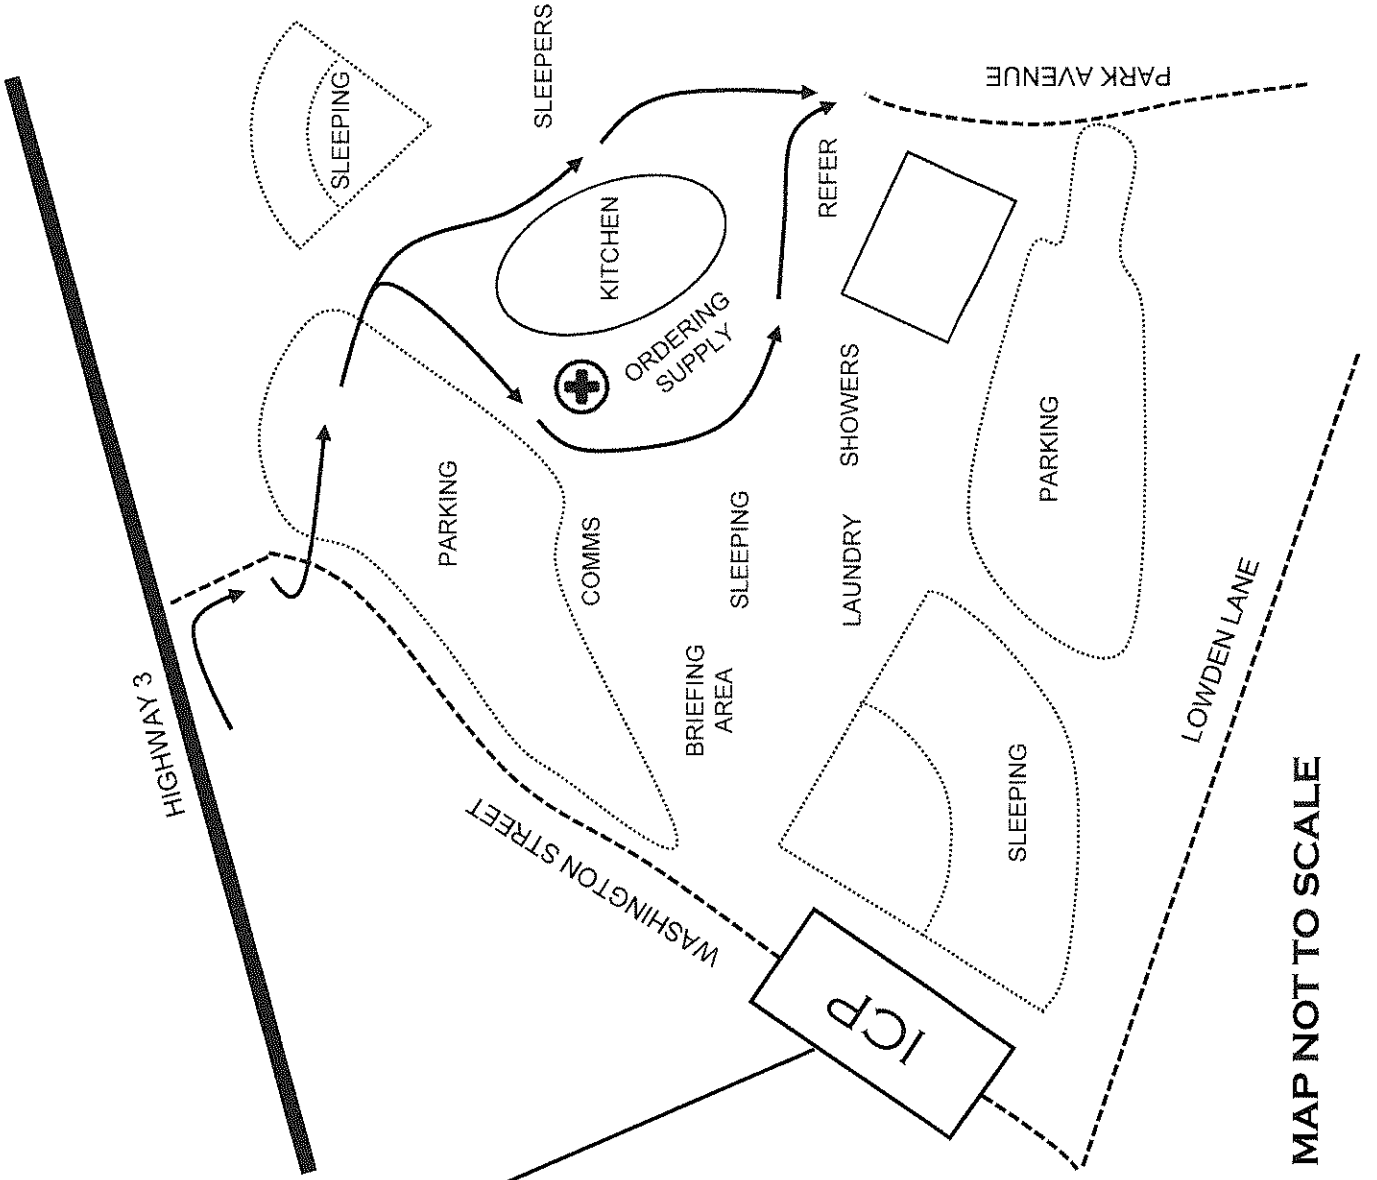 HIGHWAY 3
SLEEPING
SLEEPERS
PARK AVENUE
KITCHEN
REFER
ORDERING
SUPPLY
PARKING
COMMS
SLEEPING
SHOWERS
LAUNDRY
PARKING
BRIEFING
AREA
WASHINGTON STREET
SLEEPING
LOWDEN LANE
ICP
MAP NOT TO SCALE